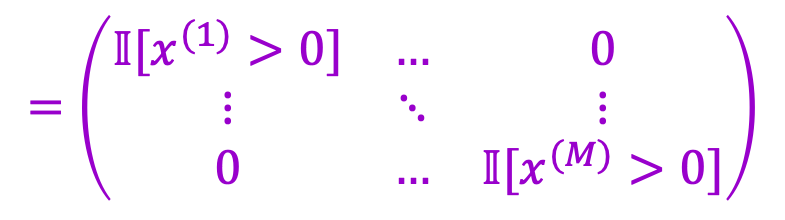 = ( 𝕀[x^(1) > 0] … 0
⋮ ⋱ ⋮
0 … 𝕀[x^(M) > 0] )